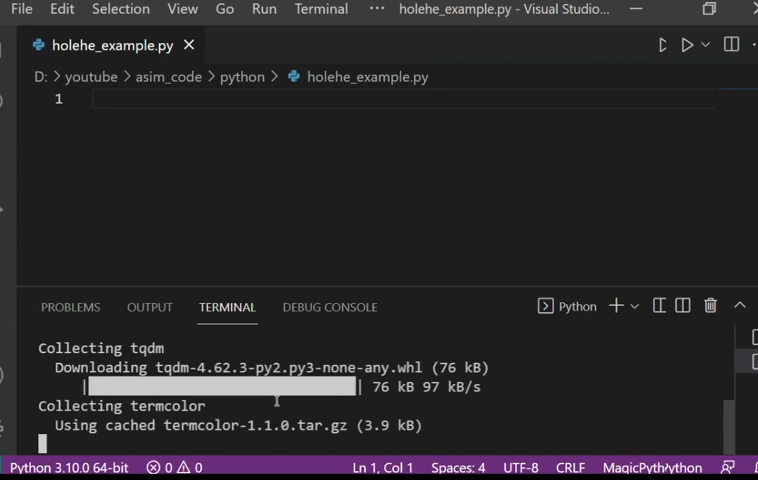 File Edit Selection View Go Run Terminal ··· holehe_example.py - Visual Studio...
holehe_example.py
D: > youtube > asim_code > python > holehe_example.py
1
PROBLEMS OUTPUT TERMINAL DEBUG CONSOLE Python
Collecting tqdm
Downloading tqdm-4.62.3-py2.py3-none-any.whl (76 kB)
| | 76 kB 97 kB/s
Collecting termcolor
Using cached termcolor-1.1.0.tar.gz (3.9 kB)
Python 3.10.0 64-bit 0 0 Ln 1, Col 1 Spaces: 4 UTF-8 CRLF MagicPython